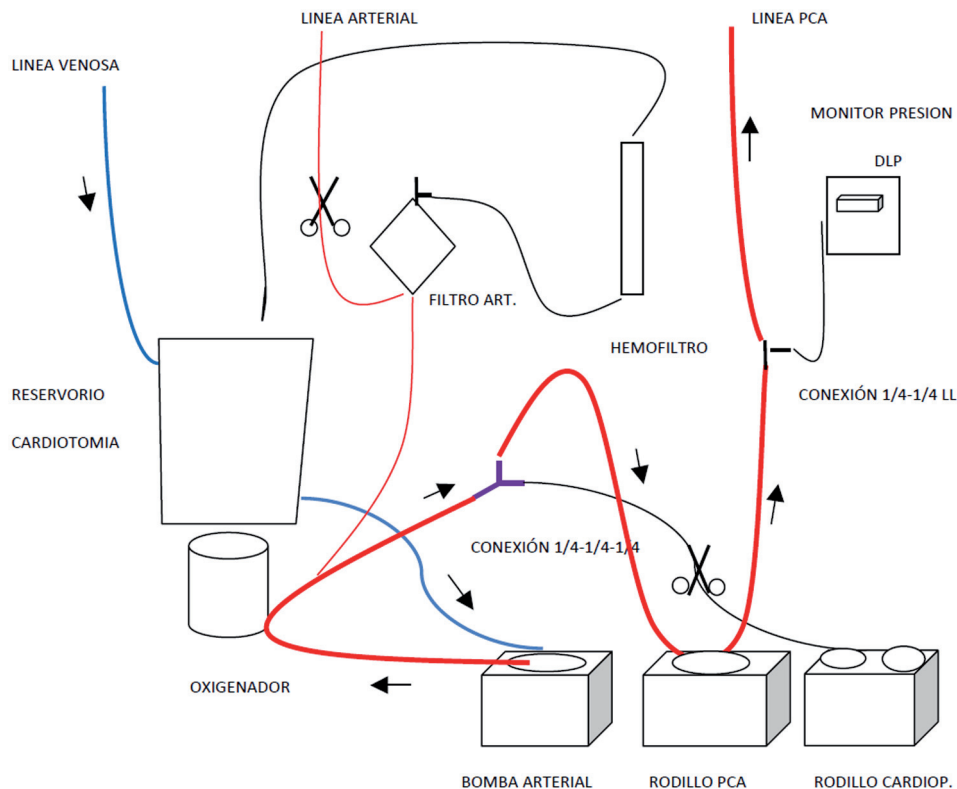 LINEA ARTERIAL
LINEA PCA
LINEA VENOSA
MONITOR PRESION
DLP
FILTRO ART.
HEMOFILTRO
RESERVORIO
CARDIOTOMIA
CONEXIÓN 1/4-1/4 LL
CONEXIÓN 1/4-1/4-1/4
OXIGENADOR
BOMBA ARTERIAL
RODILLO PCA
RODILLO CARDIOP.